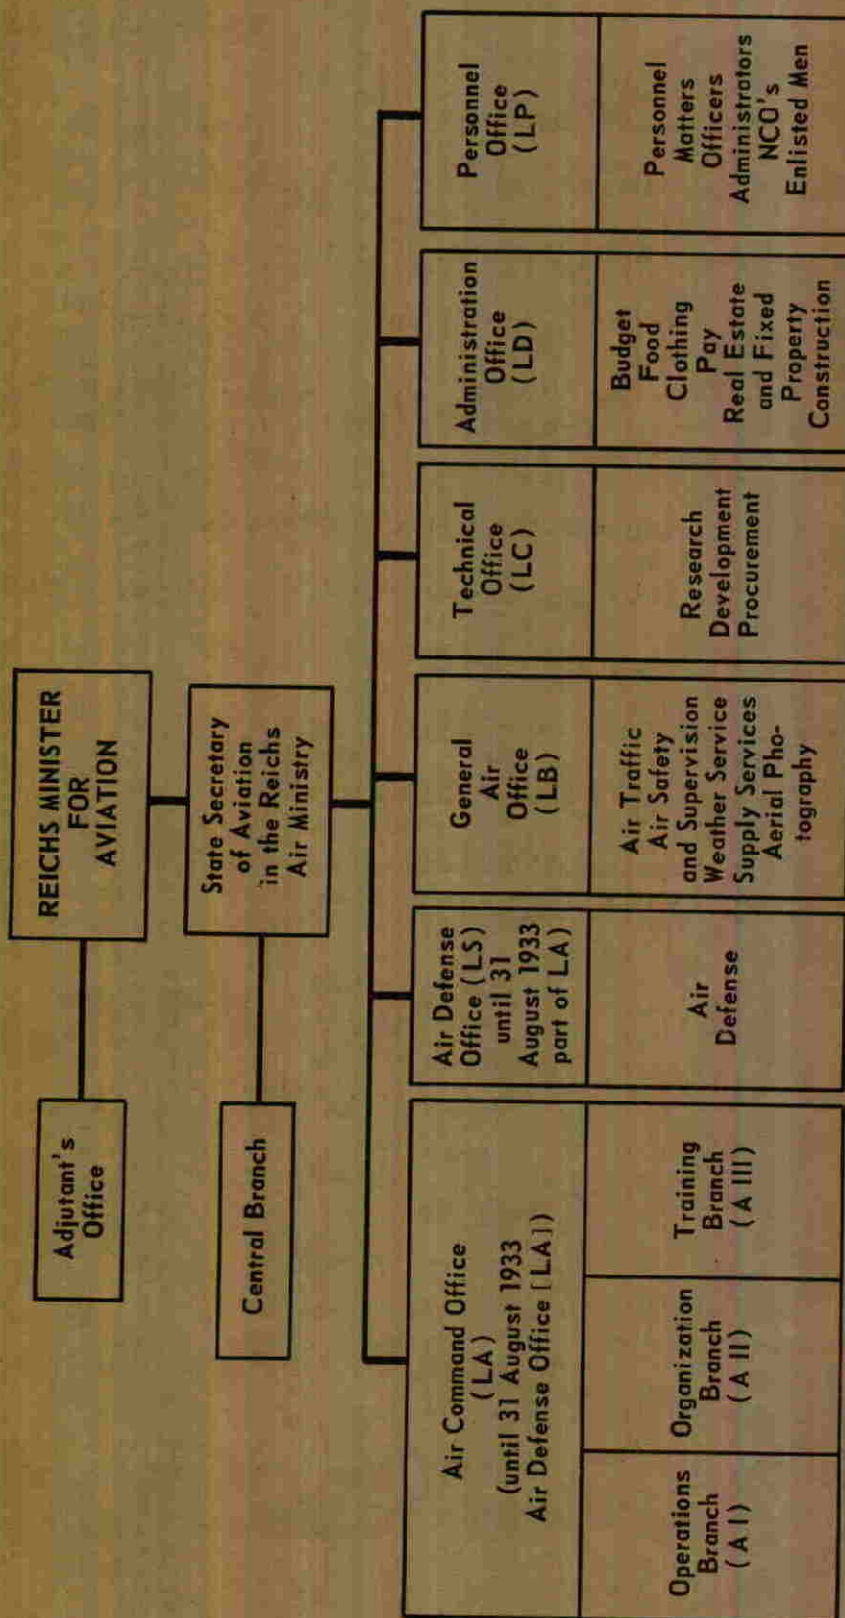 REICHS MINISTER
FOR
AVIATION
Adjutant's
Office
State Secretary
of Aviation
in the Reichs
Air Ministry
Central Branch
Air Command Office
(LA)
(until 31 August 1933
Air Defense Office [LA])
Operations
Branch
(A I)
Organization
Branch
(A II)
Training
Branch
(A III)
Air Defense
Office (LS)
until 31
August 1933
part of LA)
Air
Defense
General
Air
Office
(LB)
Air Traffic
Air Safety
and Supervision
Weather Service
Supply Services
Aerial Pho-
tography
Technical
Office
(LC)
Research
Development
Procurement
Administration
Office
(LD)
Budget
Food
Clothing
Pay
Real Estate
and Fixed
Property
Construction
Personnel
Office
(LP)
Personnel
Matters
Officers
Administrators
NCO's
Enlisted Men